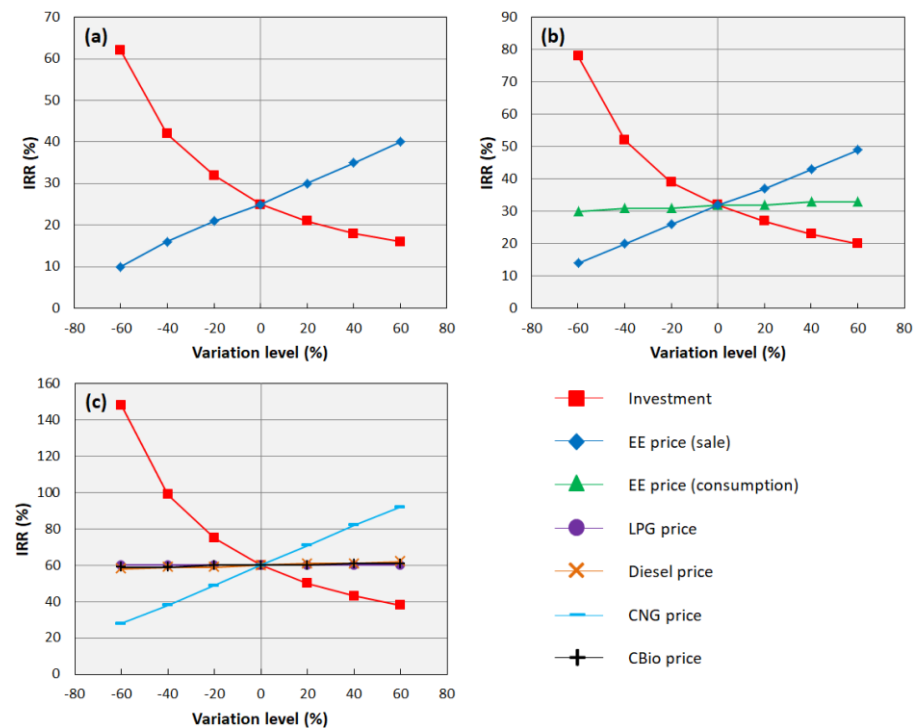 (a)
70
60
50
40
30
20
10
0
IRR (%)
-80 -60 -40 -20 0 20 40 60 80
Variation level (%)
(b)
90
80
70
60
50
40
30
20
10
0
IRR (%)
-80 -60 -40 -20 0 20 40 60 80
Variation level (%)
(c)
160
140
120
100
80
60
40
20
0
IRR (%)
-80 -60 -40 -20 0 20 40 60 80
Variation level (%)
Investment
EE price (sale)
EE price (consumption)
LPG price
Diesel price
CNG price
CBio price